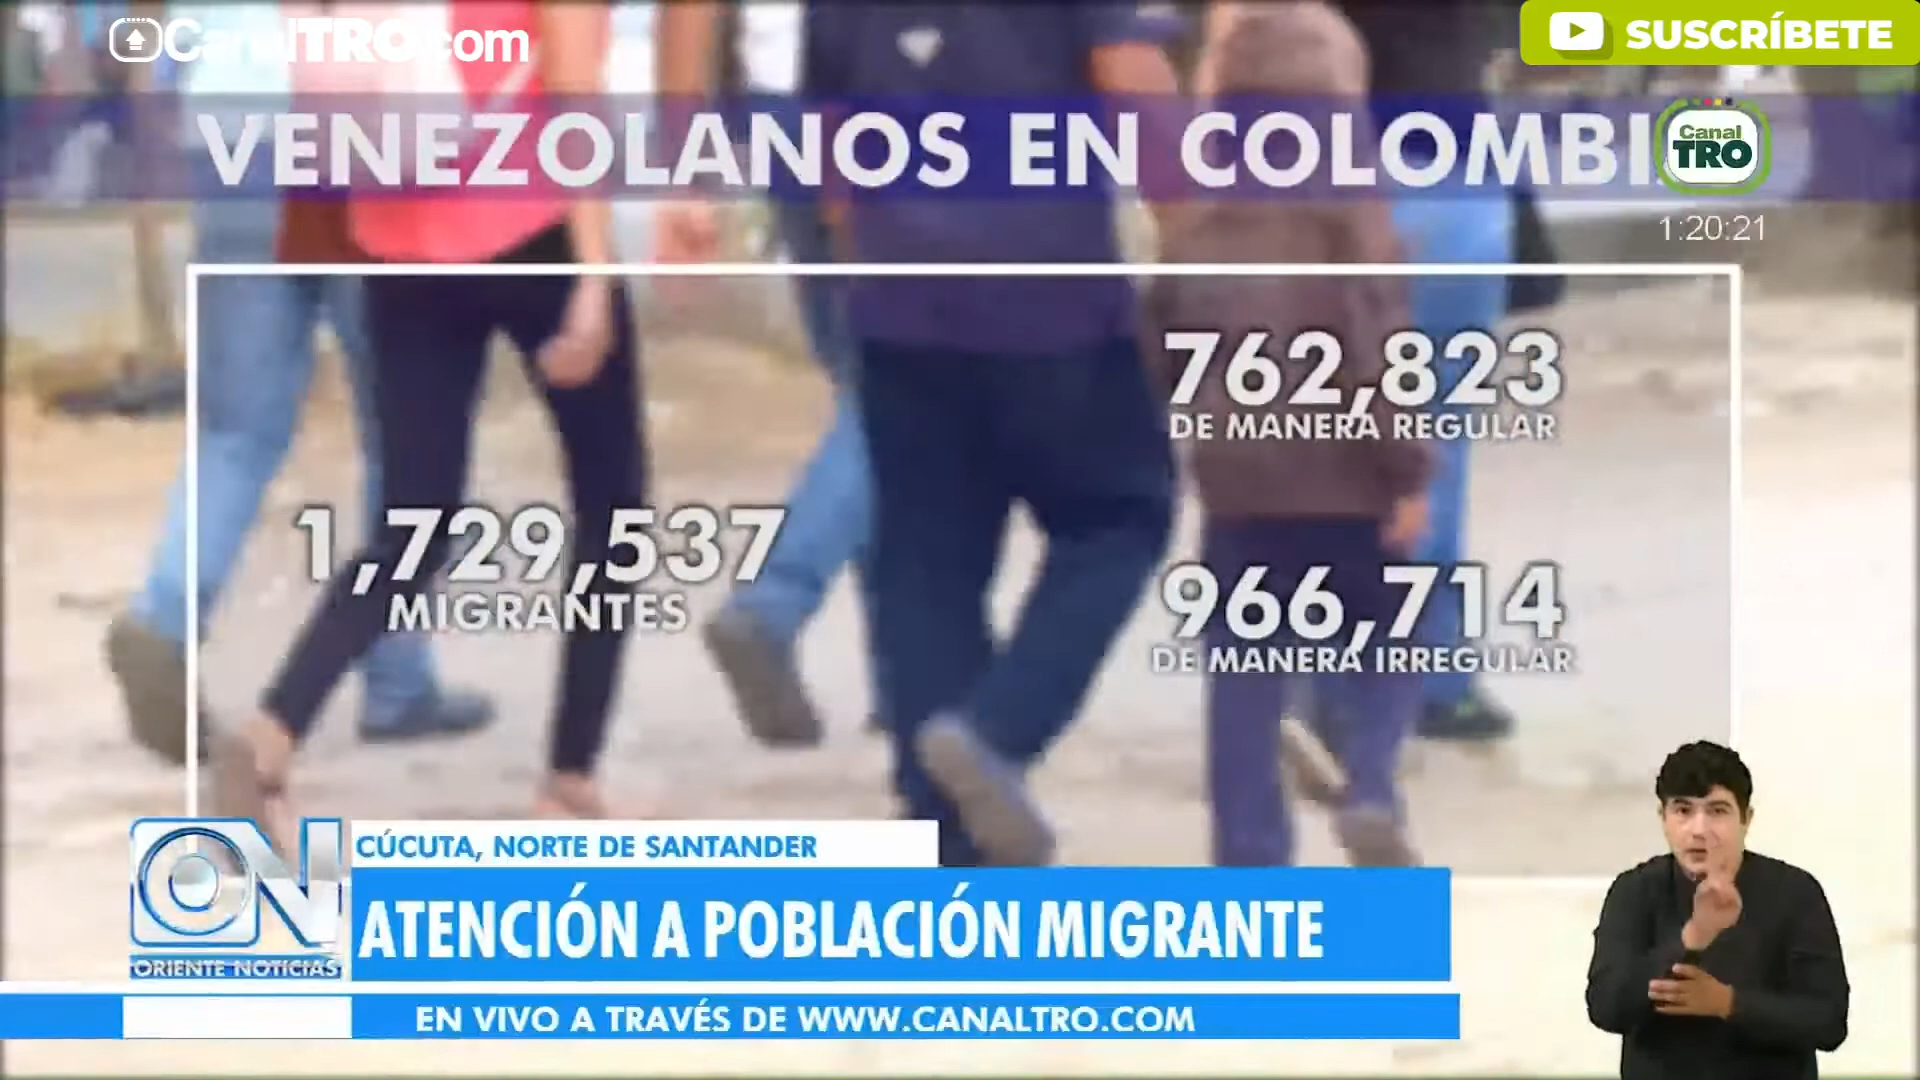 CanalTRO.com
SUSCRÍBETE
VENEZOLANOS EN COLOMBI
Canal
TRO
1:20:21
762,823
DE MANERA REGULAR
1,729,537
MIGRANTES
966,714
DE MANERA IRREGULAR
CÚCUTA, NORTE DE SANTANDER
ON
ORIENTE NOTICIAS
ATENCIÓN A POBLACIÓN MIGRANTE
EN VIVO A TRAVÉS DE WWW.CANALTRO.COM